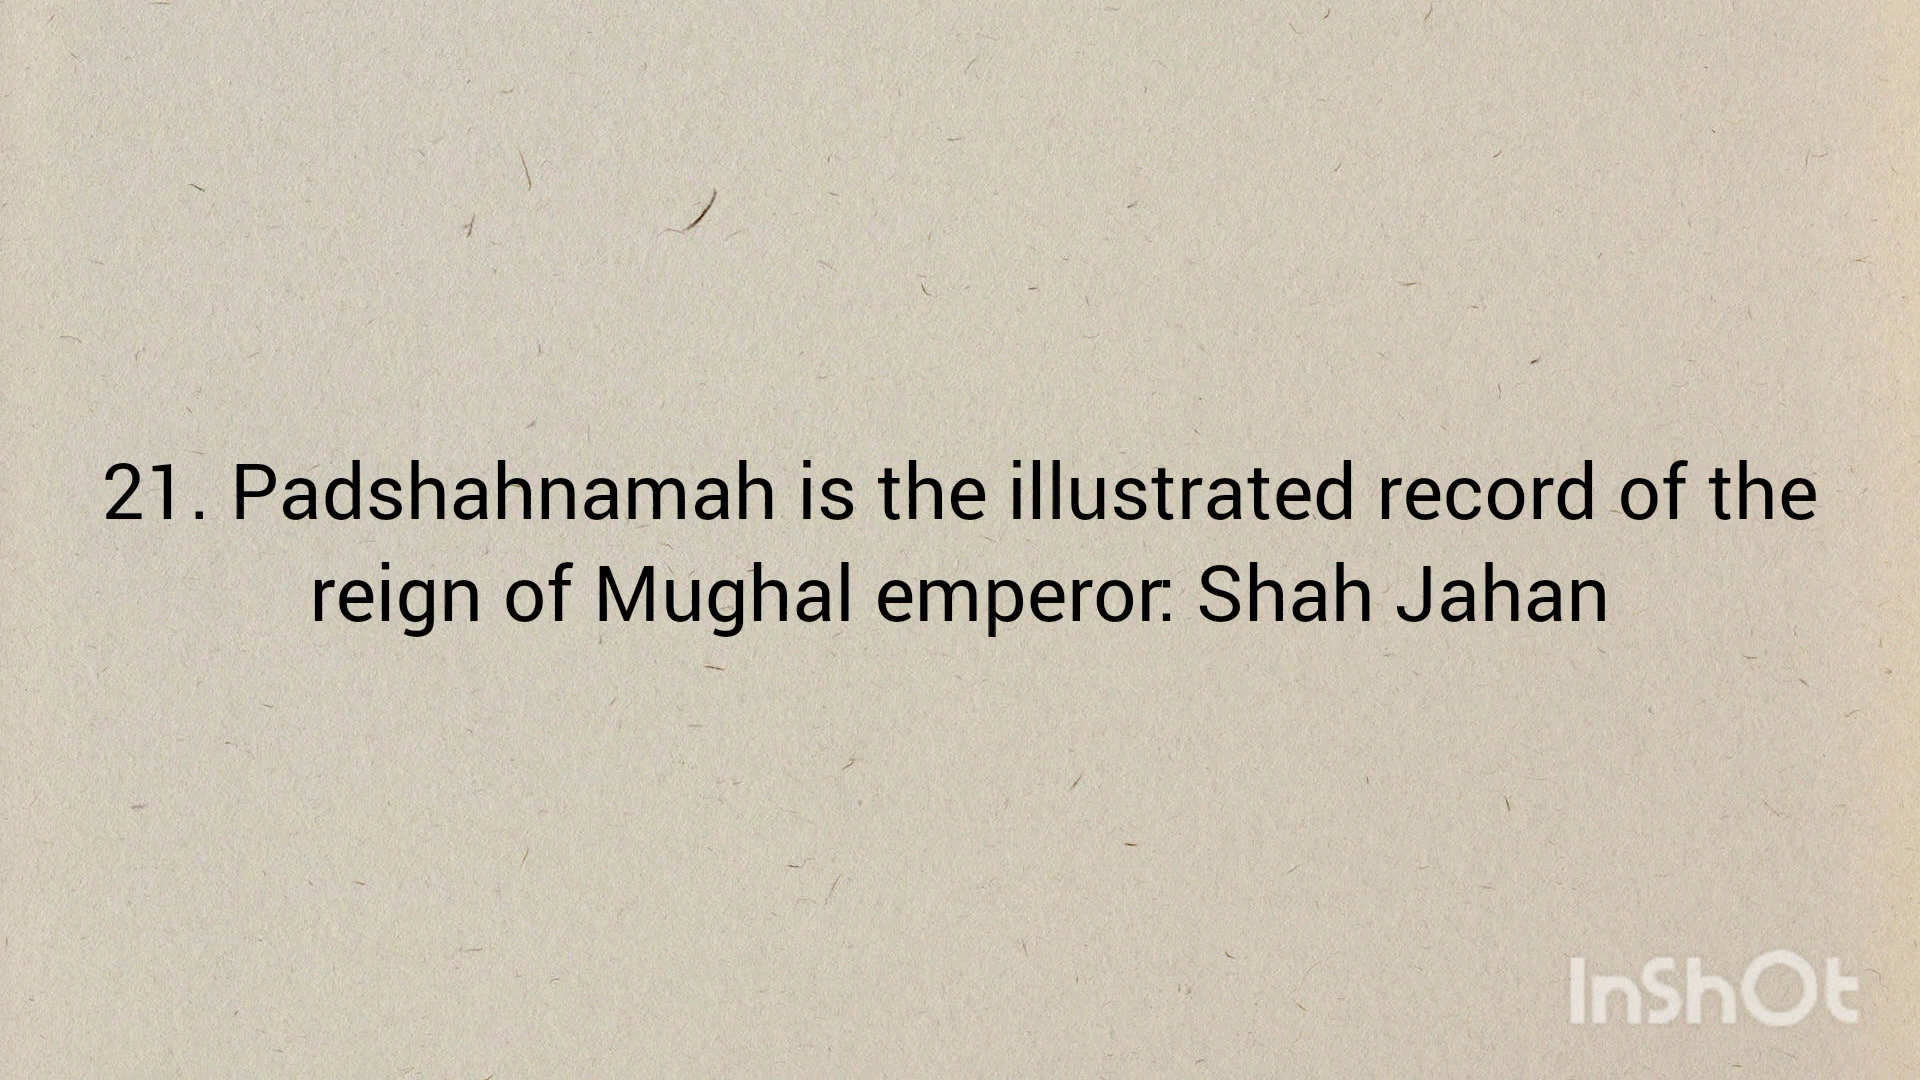 21. Padshahnamah is the illustrated record of the
reign of Mughal emperor: Shah Jahan
InShOt